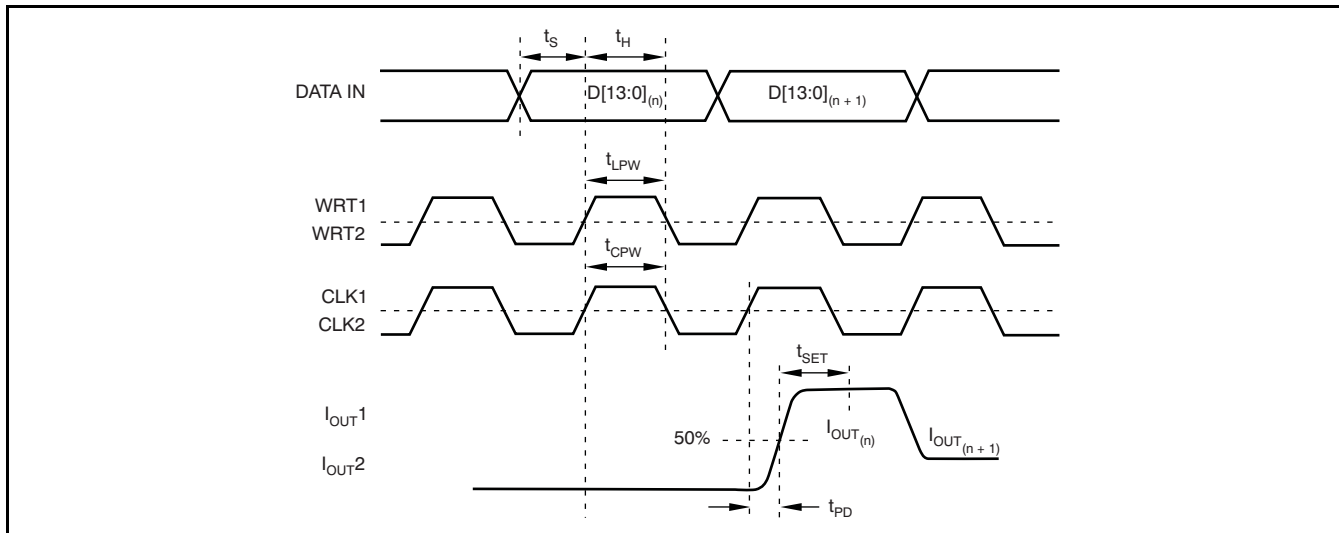 tS
tH
DATA IN
D[13:0](n)
D[13:0](n + 1)
tLPW
WRT1
WRT2
tCPW
CLK1
CLK2
tSET
IOUT1
50%
IOUT(n)
IOUT(n + 1)
IOUT2
tPD